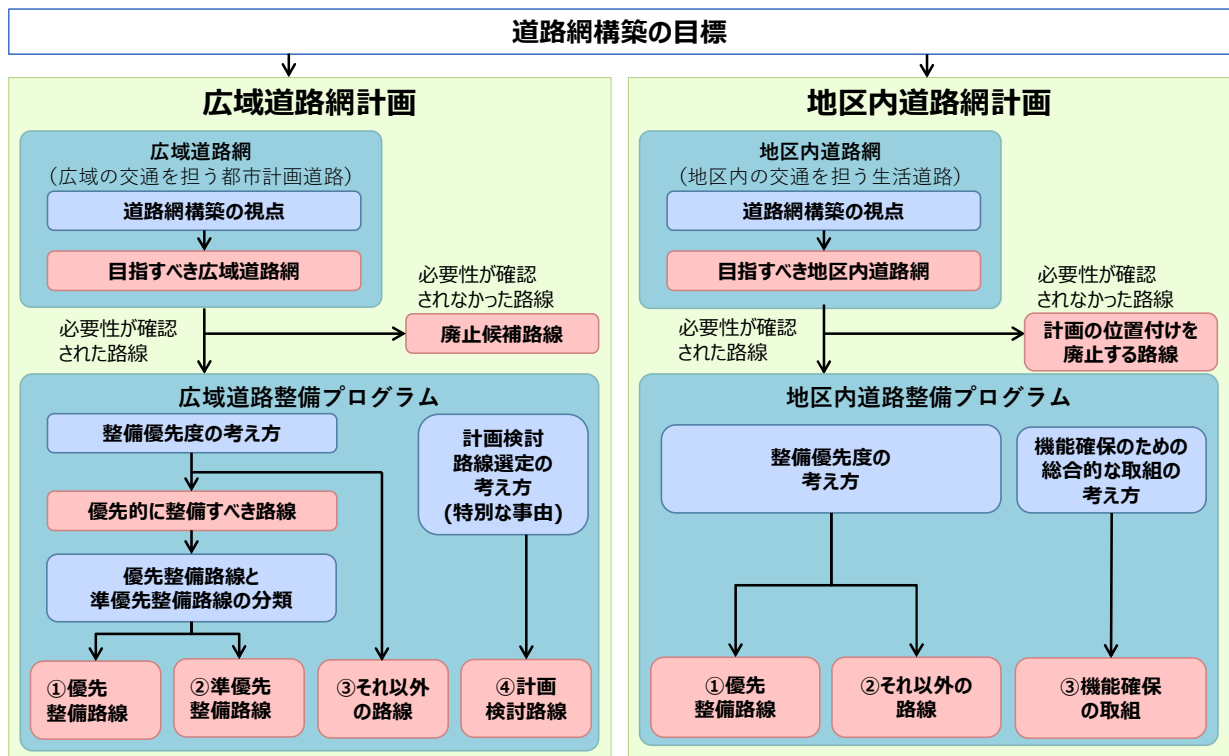 道路網構築の目標
広域道路網計画
広域道路網
（広域の交通を担う都市計画道路）
道路網構築の視点
目指すべき広域道路網
必要性が確認
されなかった路線
必要性が確認
された路線
廃止候補路線
広域道路整備プログラム
整備優先度の考え方
優先的に整備すべき路線
優先整備路線と
準優先整備路線の分類
計画検討
路線選定の
考え方
(特別な事由)
①優先
整備路線
②準優先
整備路線
③それ以外
の路線
④計画
検討路線
地区内道路網計画
地区内道路網
（地区内の交通を担う生活道路）
道路網構築の視点
目指すべき地区内道路網
必要性が確認
されなかった路線
必要性が確認
された路線
計画の位置付けを
廃止する路線
地区内道路整備プログラム
整備優先度の
考え方
機能確保のための
総合的な取組の
考え方
①優先
整備路線
②それ以外の
路線
③機能確保
の取組